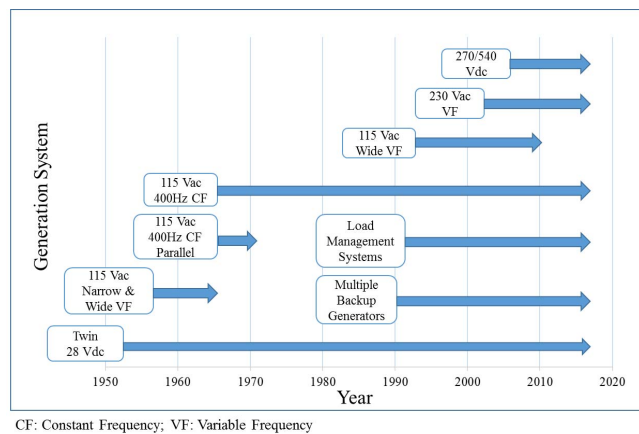 270/540
Vdc
230 Vac
VF
115 Vac
Wide VF
115 Vac
400Hz CF
115 Vac
400Hz CF
Parallel
Load
Management
Systems
115 Vac
Narrow &
Wide VF
Multiple
Backup
Generators
Twin
28 Vdc
Generation System
1950 1960 1970 1980 1990 2000 2010 2020
Year
CF: Constant Frequency; VF: Variable Frequency